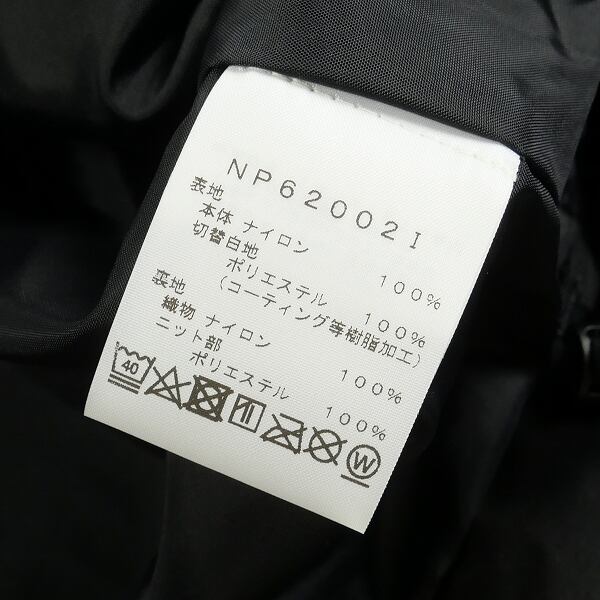 NP62002I
表地
本体 ナイロン 100%
切替白地
ポリエステル 100%
(コーティング等樹脂加工)
裏地
織物 ナイロン 100%
ニット部
ポリエステル 100%
40
W